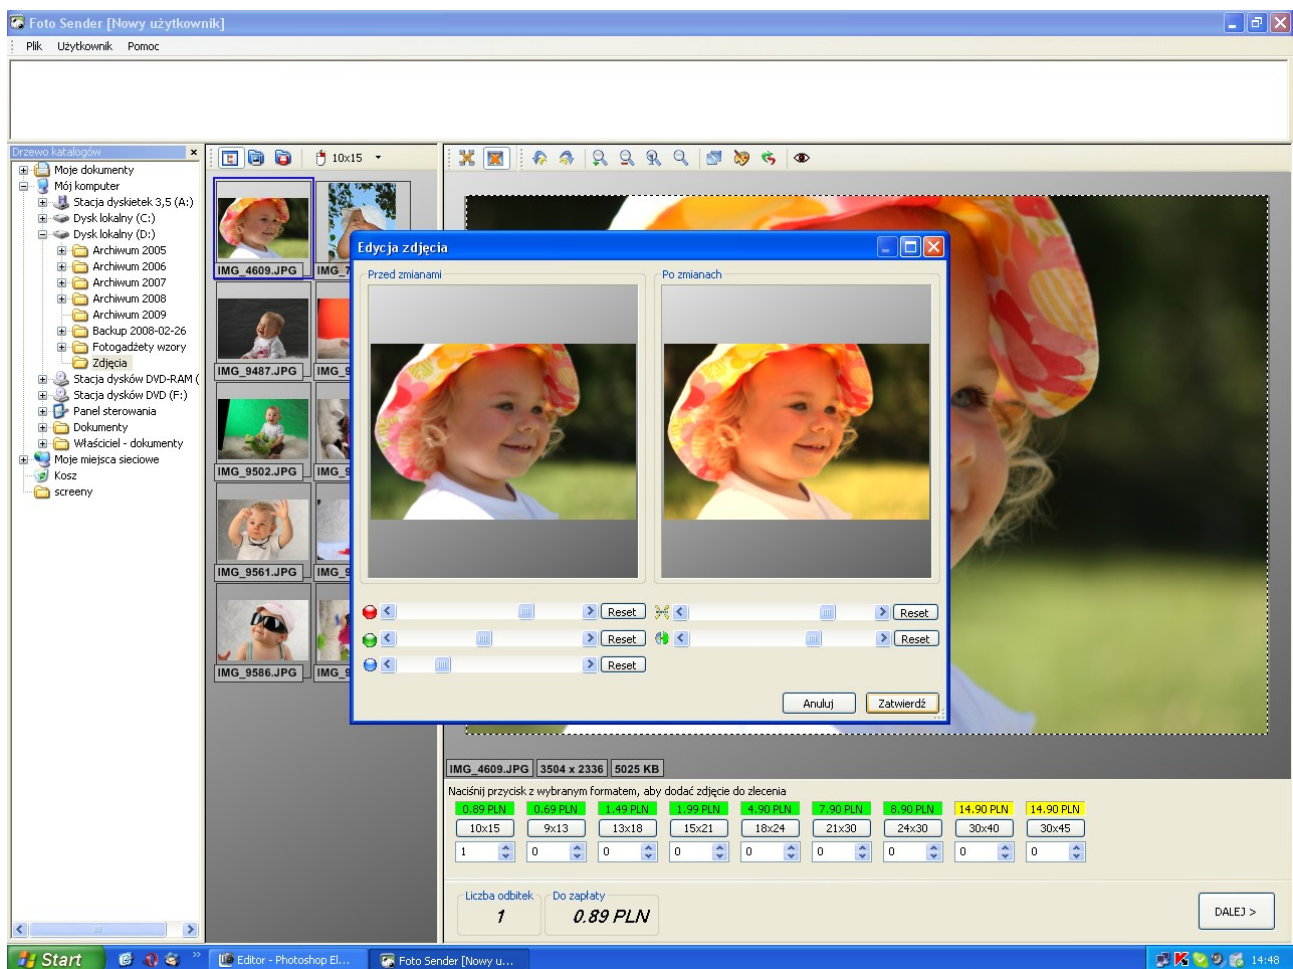 Foto Sender [Nowy użytkownik]
Plik Użytkownik Pomoc
Drzewo katalogów
Moje dokumenty
Mój komputer
Stacja dyskietek 3,5 (A:)
Dysk lokalny (C:)
Dysk lokalny (D:)
Archiwum 2005
Archiwum 2006
Archiwum 2007
Archiwum 2008
Archiwum 2009
Backup 2008-02-26
Fotogadżety wzory
Zdjęcia
Stacja dysków DVD-RAM (
Stacja dysków DVD (F:)
Panel sterowania
Dokumenty
Właściciel - dokumenty
Moje miejsca sieciowe
Kosz
screeny
10x15
IMG_4609.JPG
IMG_7
IMG_9487.JPG
IMG_9
IMG_9502.JPG
IMG_9
IMG_9561.JPG
IMG_9
IMG_9586.JPG
IMG_9
Edycja zdjęcia
Przed zmianami
Po zmianach
Reset Reset
Reset Reset
Reset
Anuluj Zatwierdź
IMG_4609.JPG 3504 x 2336 5025 KB
Naciśnij przycisk z wybranym formatem, aby dodać zdjęcie do zlecenia
0.89 PLN 0.69 PLN 1.49 PLN 1.99 PLN 4.90 PLN 7.90 PLN 8.90 PLN 14.90 PLN 14.90 PLN
10x15 9x13 13x18 15x21 18x24 21x30 24x30 30x40 30x45
1 0 0 0 0 0 0 0 0
Liczba odbitek Do zapłaty
1 0.89 PLN
DALEJ >
Start
Editor - Photoshop El...
Foto Sender [Nowy u...
14:48